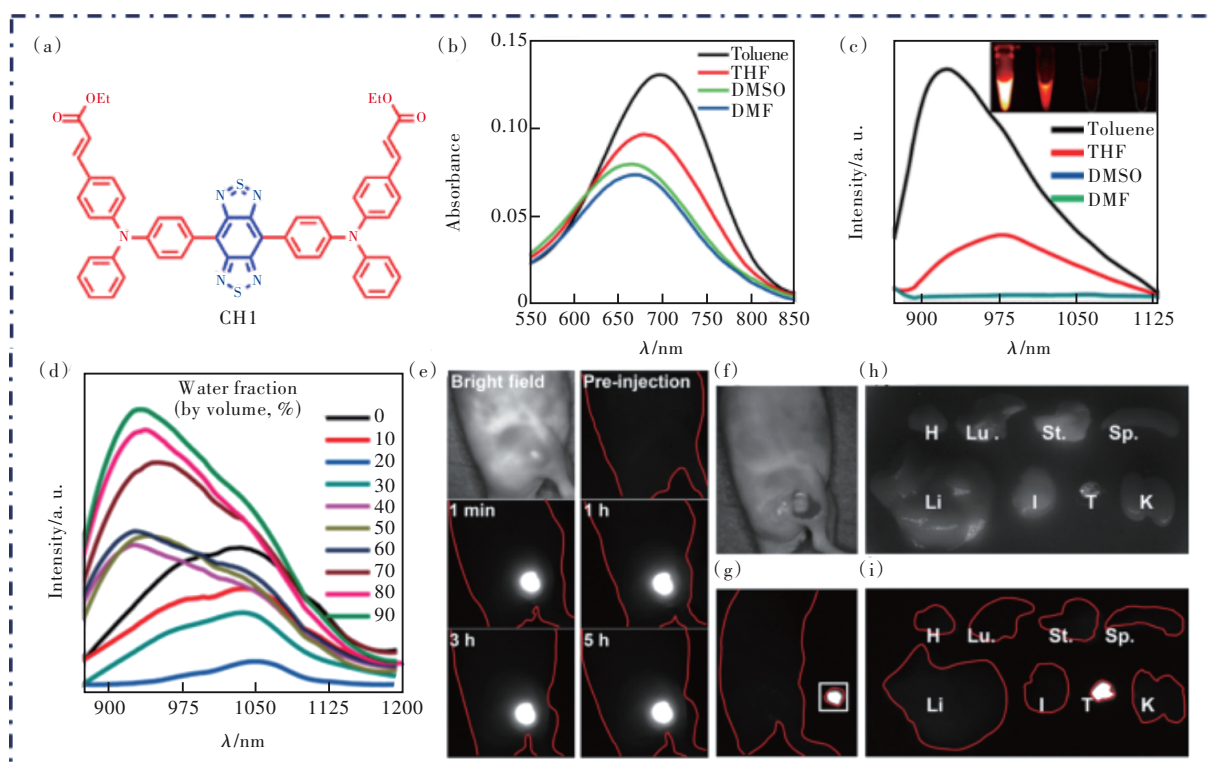 (a)
OEt
O
EtO
O
N
S
N
N
N
N
S
N
CH1
(b)
0.15
0.10
0.05
0
Absorbance
Toluene
THF
DMSO
DMF
550 600 650 700 750 800 850
λ/nm
(c)
Intensity/a. u.
Toluene
THF
DMSO
DMF
900 975 1050 1125
λ/nm
(d)
Water fraction
(by volume, %)
0
10
20
30
40
50
60
70
80
90
Intensity/a. u.
900 975 1050 1125 1200
λ/nm
(e)
Bright field
Pre-injection
1 min
1 h
3 h
5 h
(f)
(g)
(h)
H Lu. St. Sp.
Li I T K
(i)
H Lu. St. Sp.
Li I T K